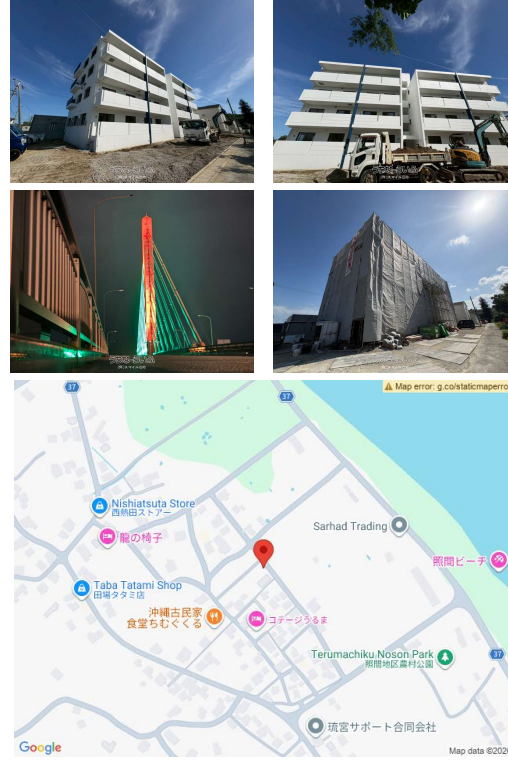 37
37
Map error: g.co/staticmaperro
Nishiatsuta Store
西熱田ストアー
Sarhad Trading
龍の椅子
照間ビーチ
Taba Tatami Shop
田場タタミ店
沖縄古民家
食堂ちむぐくる
コテージうるま
Terumachiku Noson Park
照間地区農村公園
37
琉宮サポート合同会社
Google
Map data ©2026